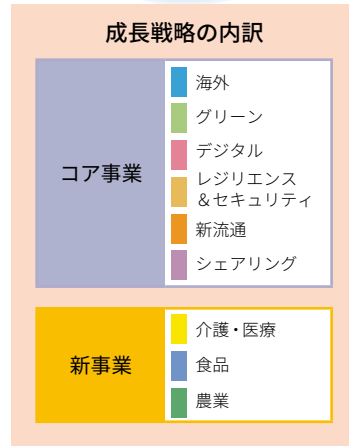 成長戦略の内訳
コア事業
海外
グリーン
デジタル
レジリエンス
＆セキュリティ
新流通
シェアリング
新事業
介護・医療
食品
農業